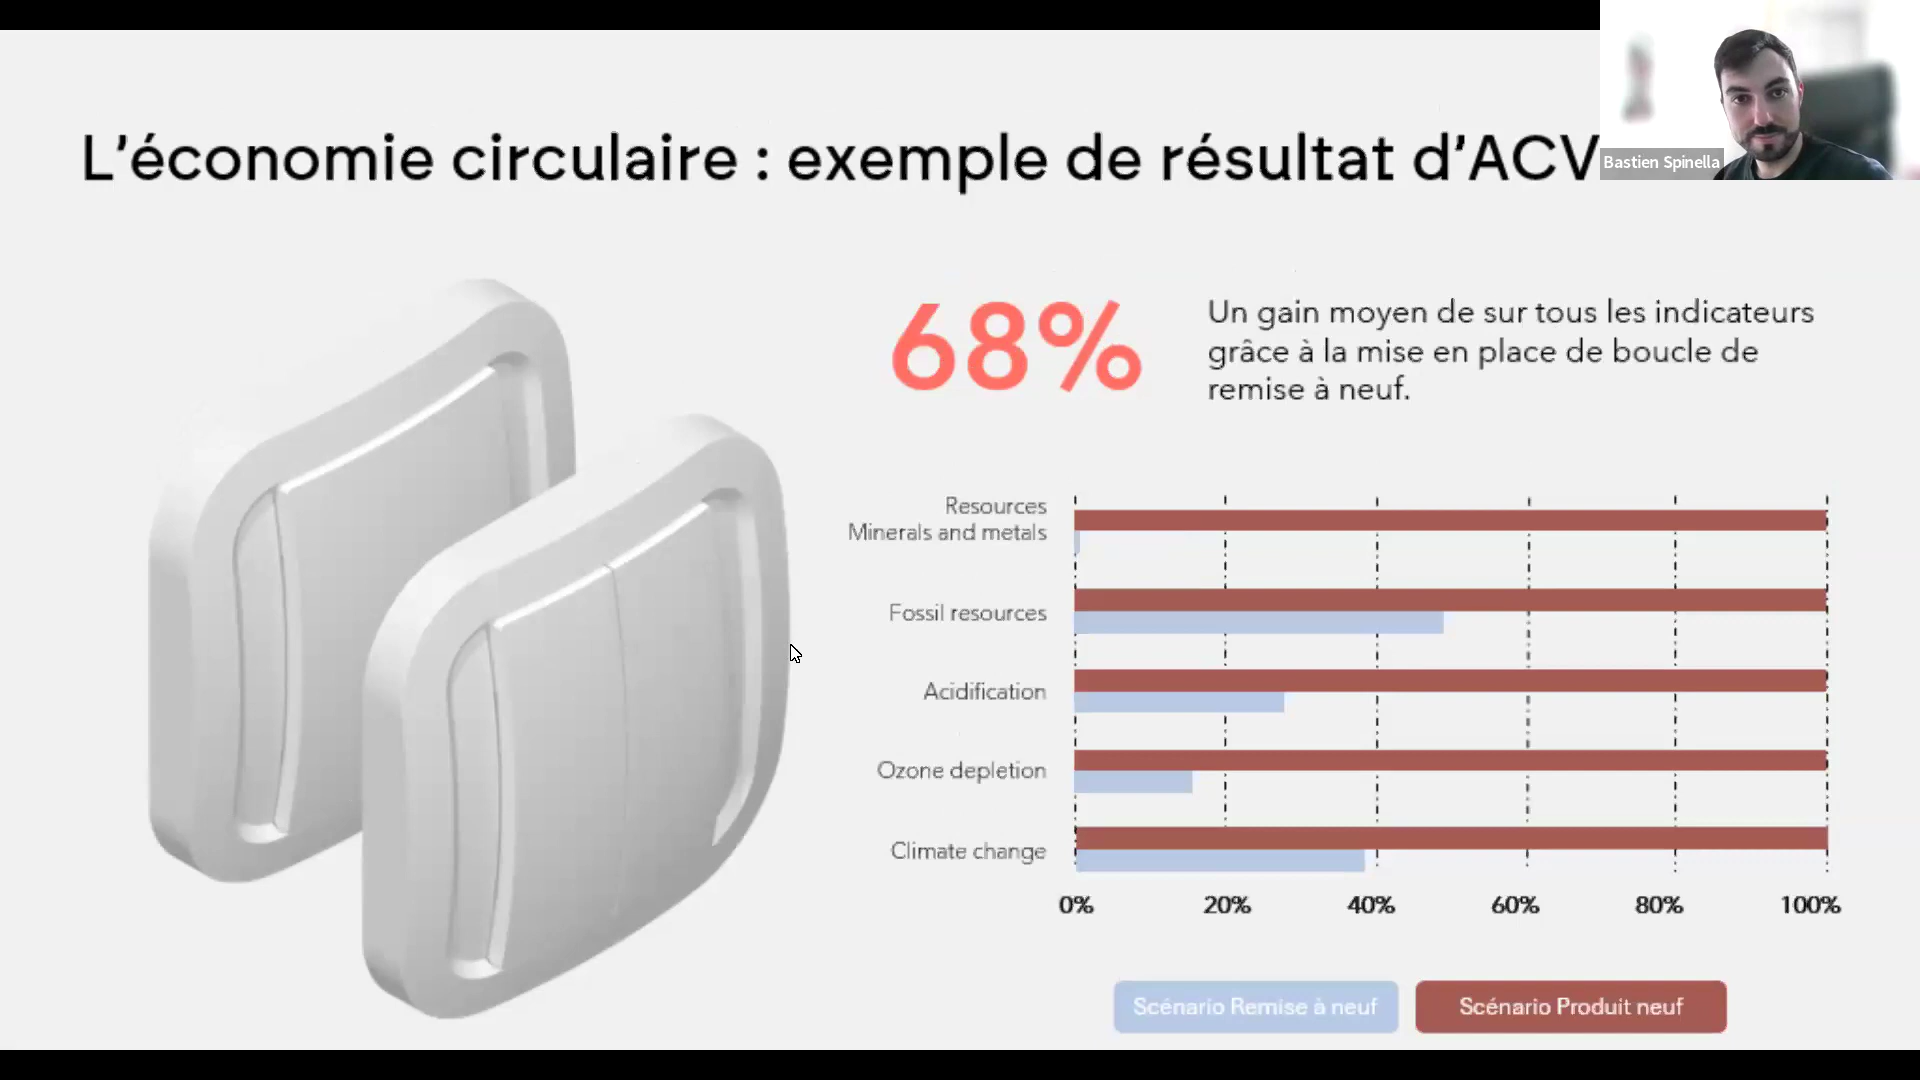 L'économie circulaire : exemple de résultat d'ACV
Bastien Spinella
68%
Un gain moyen de sur tous les indicateurs
grâce à la mise en place de boucle de
remise à neuf.
Resources
Minerals and metals
Fossil resources
Acidification
Ozone depletion
Climate change
0% 20% 40% 60% 80% 100%
Scénario Remise à neuf
Scénario Produit neuf